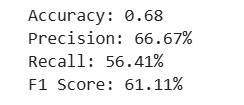 Accuracy: 0.68
Precision: 66.67%
Recall: 56.41%
F1 Score: 61.11%